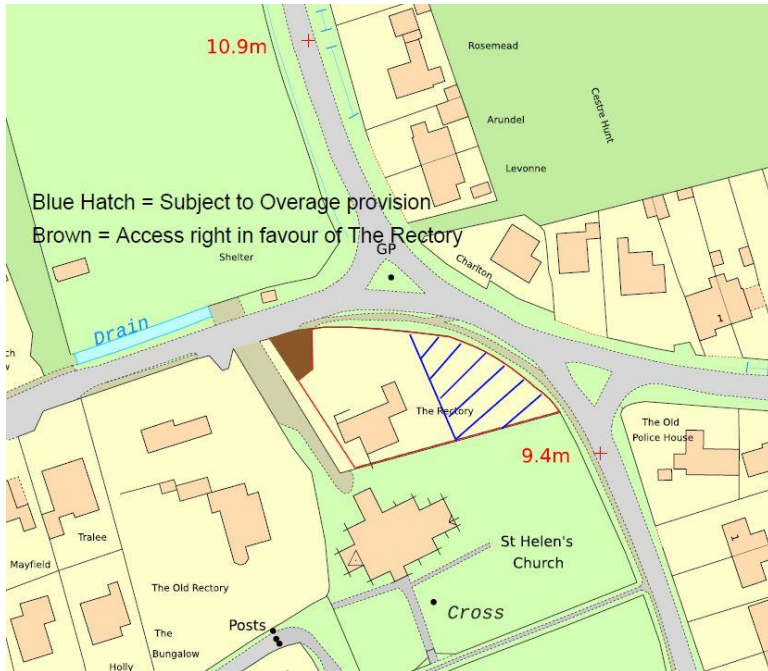 10.9m
Rosemead
Cestre Hunt
Arundel
Levonne
Blue Hatch = Subject to Overage provision
Brown = Access right in favour of The Rectory
Shelter
GP
Charlton
Drain
1
The Rectory
The Old
Police House
9.4m
St Helen's
Church
Tralee
Mayfield
1
The Old Rectory
Cross
Posts
The
Bungalow
Holly